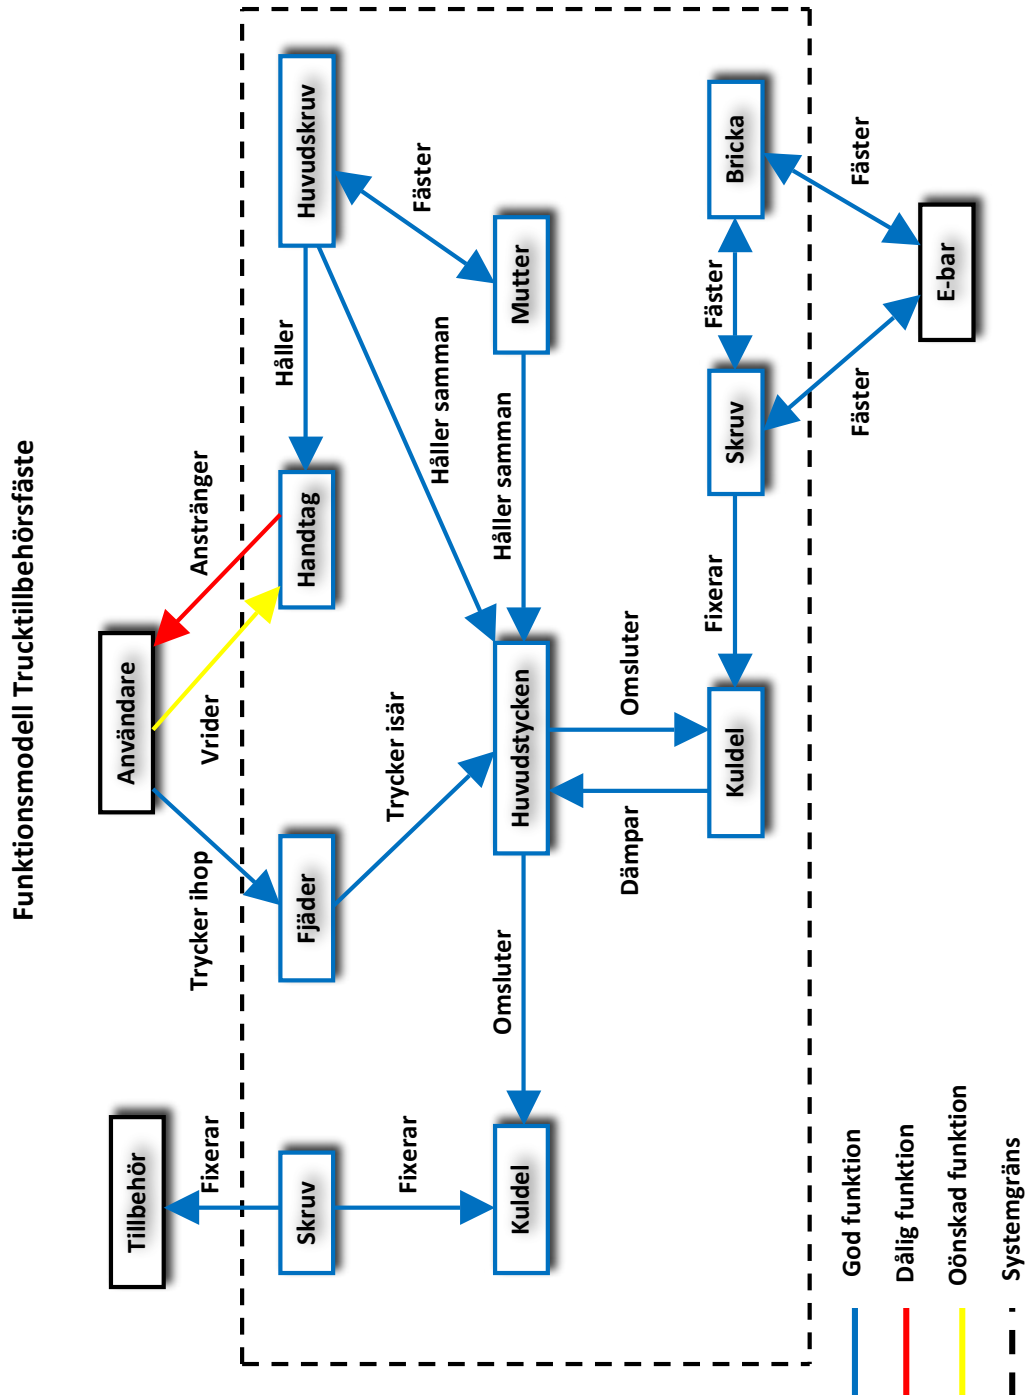 Funktionsmodell Trucktillbehörsfäste
Tillbehör
Användare
Fixerar
Trycker ihop
Vrider
Anstränger
Skruv
Fjäder
Handtag
Håller
Huvudskruv
Fixerar
Trycker isär
Håller samman
Fäster
Kuldel
Omsluter
Huvudstycken
Håller samman
Mutter
Dämpar
Omsluter
Kuldel
Fixerar
Skruv
Fäster
Bricka
Fäster
Fäster
E-bar
God funktion
Dålig funktion
Oönskad funktion
Systemgräns